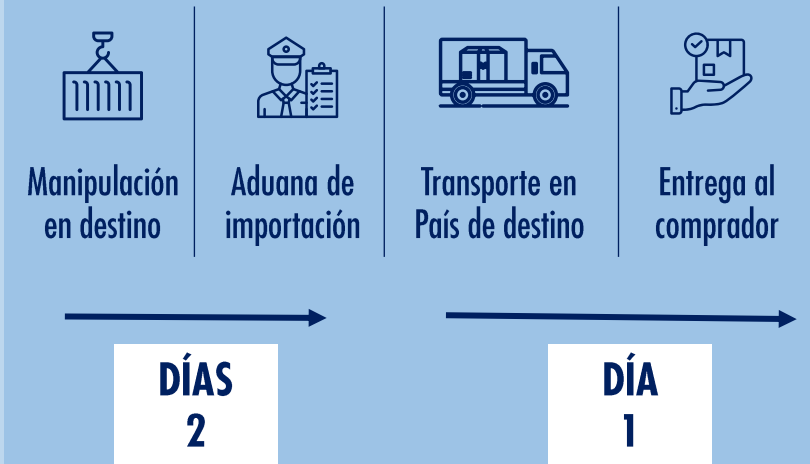 Manipulación
en destino
Aduana de
importación
Transporte en
País de destino
Entrega al
comprador
DÍAS
2
DÍA
1